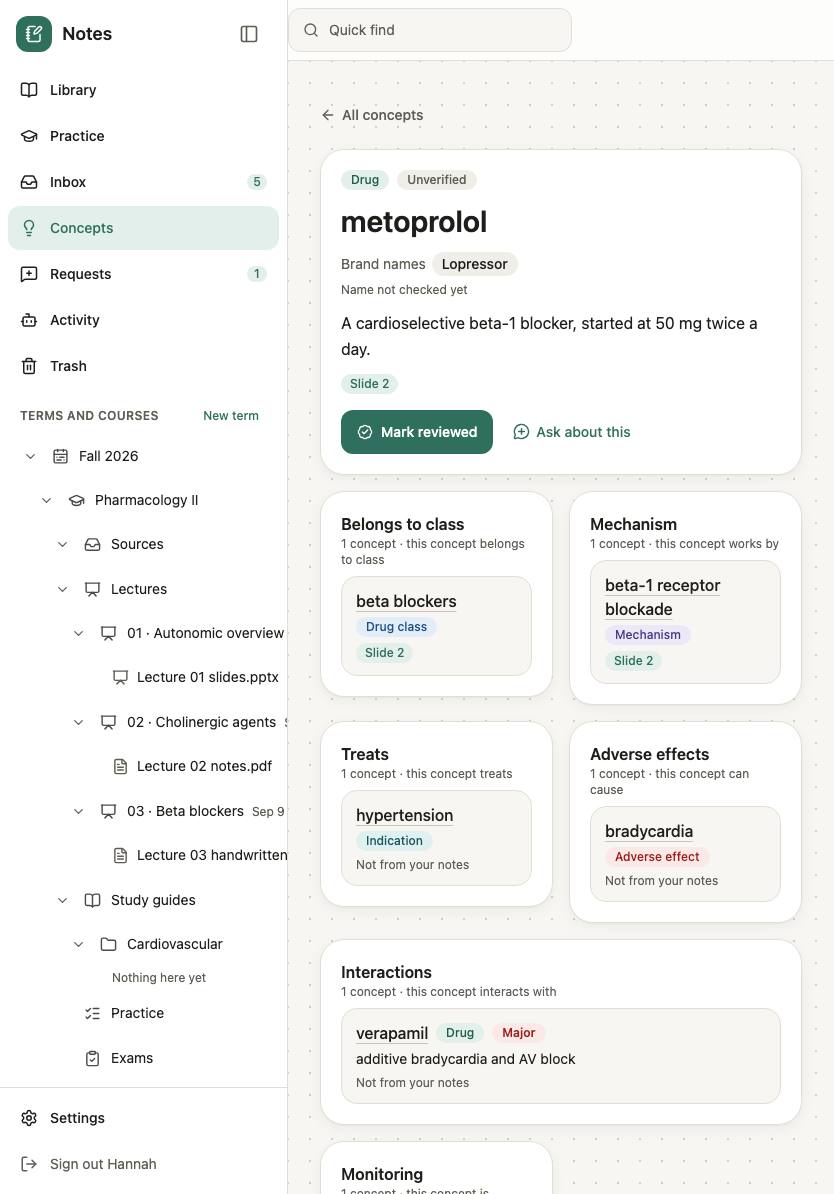 Notes
Library
Practice
Inbox 5
Concepts
Requests 1
Activity
Trash
TERMS AND COURSES New term
Fall 2026
Pharmacology II
Sources
Lectures
01 · Autonomic overview
Lecture 01 slides.pptx
02 · Cholinergic agents
Lecture 02 notes.pdf
03 · Beta blockers Sep 9
Lecture 03 handwritten
Study guides
Cardiovascular
Nothing here yet
Practice
Exams
Settings
Sign out Hannah
Quick find
All concepts
Drug Unverified
metoprolol
Brand names Lopressor
Name not checked yet
A cardioselective beta-1 blocker, started at 50 mg twice a
day.
Slide 2
Mark reviewed Ask about this
Belongs to class
1 concept · this concept belongs
to class
beta blockers
Drug class
Slide 2
Mechanism
1 concept · this concept works by
beta-1 receptor
blockade
Mechanism
Slide 2
Treats
1 concept · this concept treats
hypertension
Indication
Not from your notes
Adverse effects
1 concept · this concept can
cause
bradycardia
Adverse effect
Not from your notes
Interactions
1 concept · this concept interacts with
verapamil Drug Major
additive bradycardia and AV block
Not from your notes
Monitoring
1 concept · this concept is